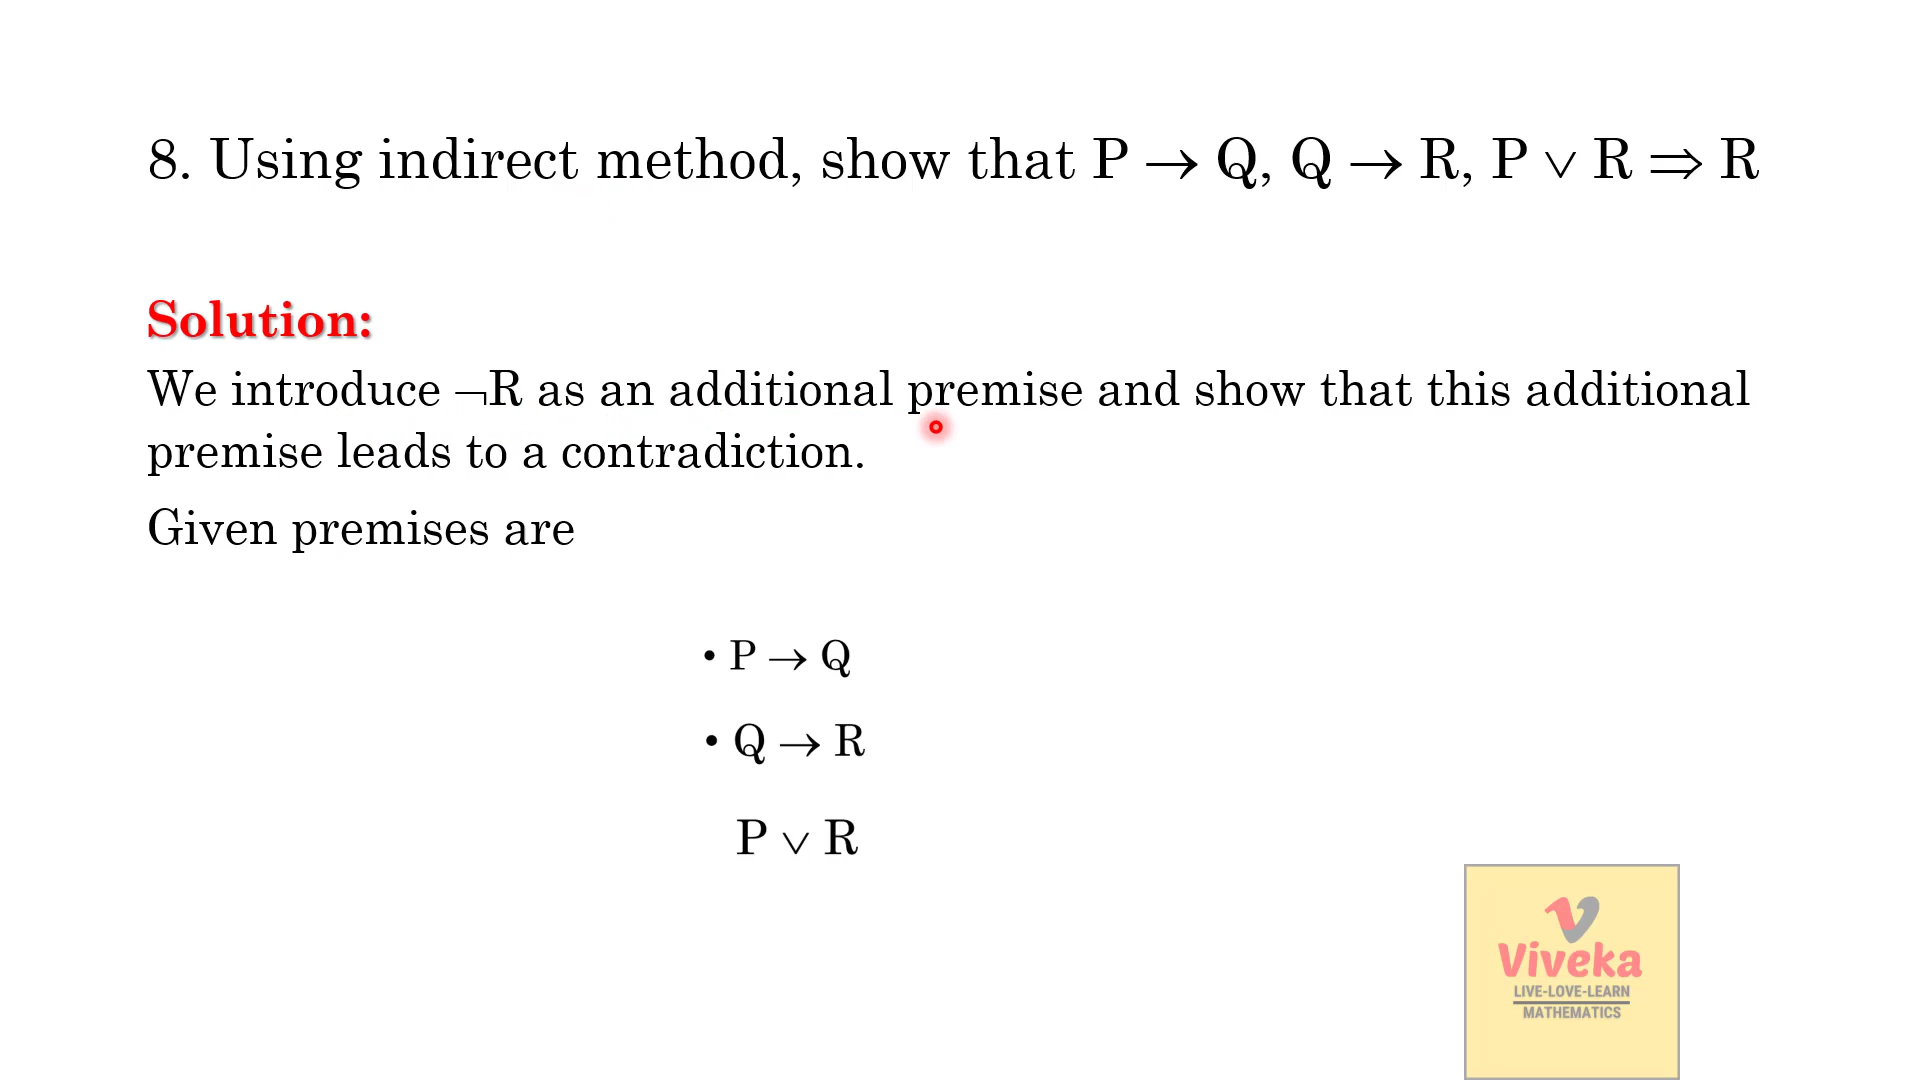 8. Using indirect method, show that P → Q, Q → R, P ∨ R ⇒ R
Solution:
We introduce ¬R as an additional premise and show that this additional
premise leads to a contradiction.
Given premises are
• P → Q
• Q → R
P ∨ R
Viveka
LIVE-LOVE-LEARN
MATHEMATICS